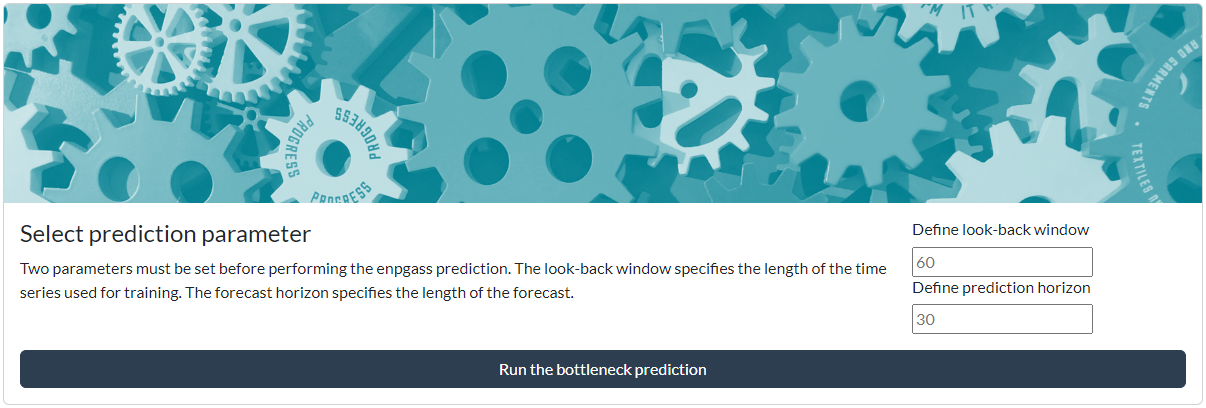 I'M IT
AND GARMENTS
•
TEXTILES
PROGRESS
PROGRESS
PROGRESS
PROGRESS
Select prediction parameter
Two parameters must be set before performing the enpgass prediction. The look-back window specifies the length of the time
series used for training. The forecast horizon specifies the length of the forecast.
Define look-back window
60
Define prediction horizon
30
Run the bottleneck prediction